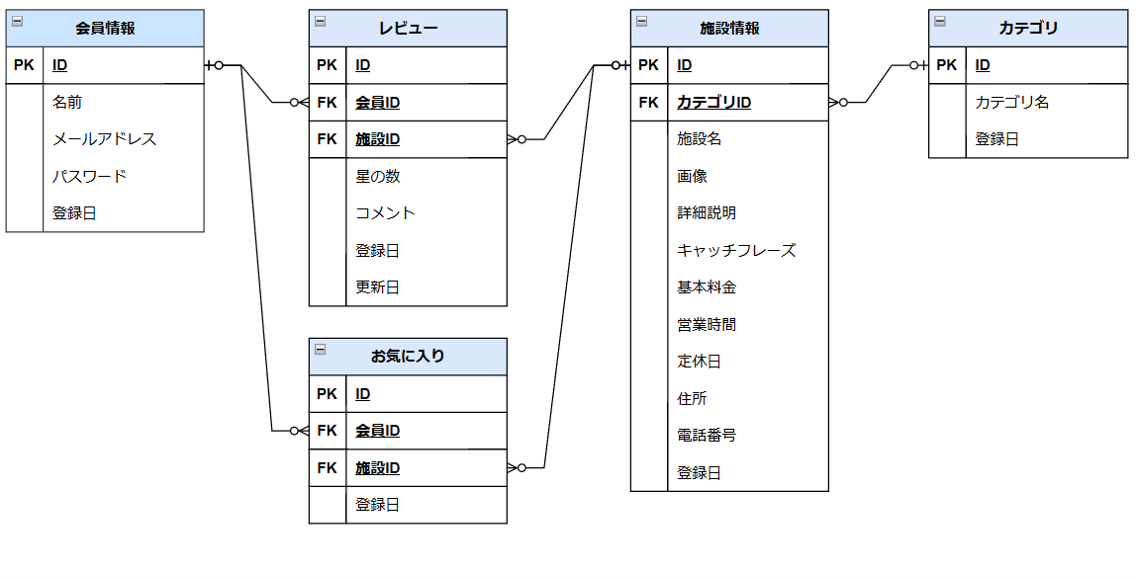 会員情報
PK ID
名前
メールアドレス
パスワード
登録日
レビュー
PK ID
FK 会員ID
FK 施設ID
星の数
コメント
登録日
更新日
お気に入り
PK ID
FK 会員ID
FK 施設ID
登録日
施設情報
PK ID
FK カテゴリID
施設名
画像
詳細説明
キャッチフレーズ
基本料金
営業時間
定休日
住所
電話番号
登録日
カテゴリ
PK ID
カテゴリ名
登録日